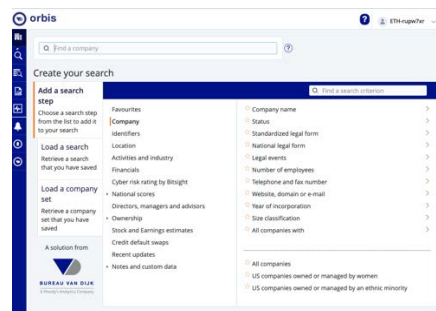 orbis
?
ETH-rupw7xr
Find a company
?
Create your search
Add a search
step
Choose a search step
from the list to add it
to your search
Load a search
Retrieve a search
that you have saved
Load a company
set
Retrieve a company
set that you have
saved
A solution from
BUREAU VAN DIJK
A Moody's Analytics Company
Find a search criterion
Favourites
Company
Identifiers
Location
Activities and industry
Financials
Cyber risk rating by Bitsight
National scores
Directors, managers and advisors
Ownership
Stock and Earnings estimates
Credit default swaps
Recent updates
Notes and custom data
Company name
Status
Standardized legal form
National legal form
Legal events
Number of employees
Telephone and fax number
Website, domain or e-mail
Year of incorporation
Size classification
All companies with
All companies
US companies owned or managed by women
US companies owned or managed by an ethnic minority